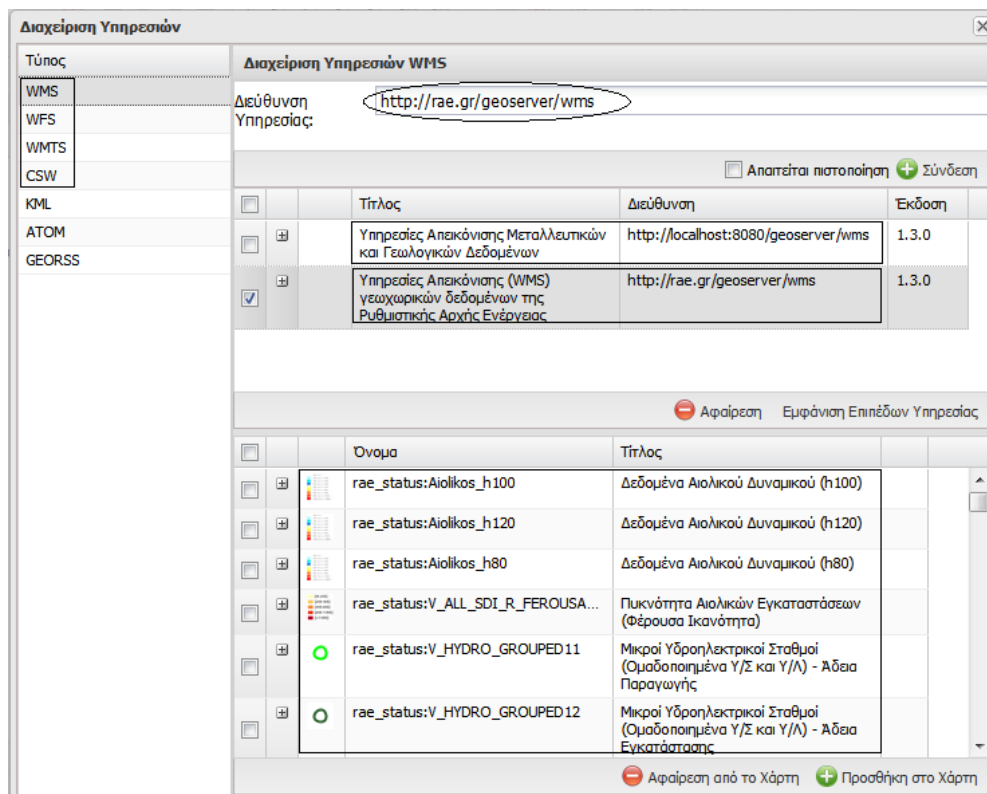 Διαχείριση Υπηρεσιών
Τύπος
WMS
WFS
WMTS
CSW
KML
ATOM
GEORSS
Διαχείριση Υπηρεσιών WMS
Διεύθυνση
Υπηρεσίας:
http://rae.gr/geoserver/wms
Απαιτείται πιστοποίηση Σύνδεση
Τίτλος Διεύθυνση Έκδοση
Υπηρεσίες Απεικόνισης Μεταλλευτικών http://localhost:8080/geoserver/wms 1.3.0
και Γεωλογικών Δεδομένων
Υπηρεσίες Απεικόνισης (WMS) http://rae.gr/geoserver/wms 1.3.0
γεωχωρικών δεδομένων της
Ρυθμιστικής Αρχής Ενέργειας
Αφαίρεση Εμφάνιση Επιπέδων Υπηρεσίας
Όνομα Τίτλος
rae_status:Aiolikos_h100 Δεδομένα Αιολικού Δυναμικού (h100)
rae_status:Aiolikos_h120 Δεδομένα Αιολικού Δυναμικού (h120)
rae_status:Aiolikos_h80 Δεδομένα Αιολικού Δυναμικού (h80)
rae_status:V_ALL_SDI_R_FEROUSA... Πυκνότητα Αιολικών Εγκαταστάσεων
(Φέρουσα Ικανότητα)
rae_status:V_HYDRO_GROUPED11 Μικροί Υδροηλεκτρικοί Σταθμοί
(Ομαδοποιημένα Υ/Σ και Υ/Λ) - Άδεια
Παραγωγής
rae_status:V_HYDRO_GROUPED12 Μικροί Υδροηλεκτρικοί Σταθμοί
(Ομαδοποιημένα Υ/Σ και Υ/Λ) - Άδεια
Εγκατάστασης
Αφαίρεση από το Χάρτη Προσθήκη στο Χάρτη